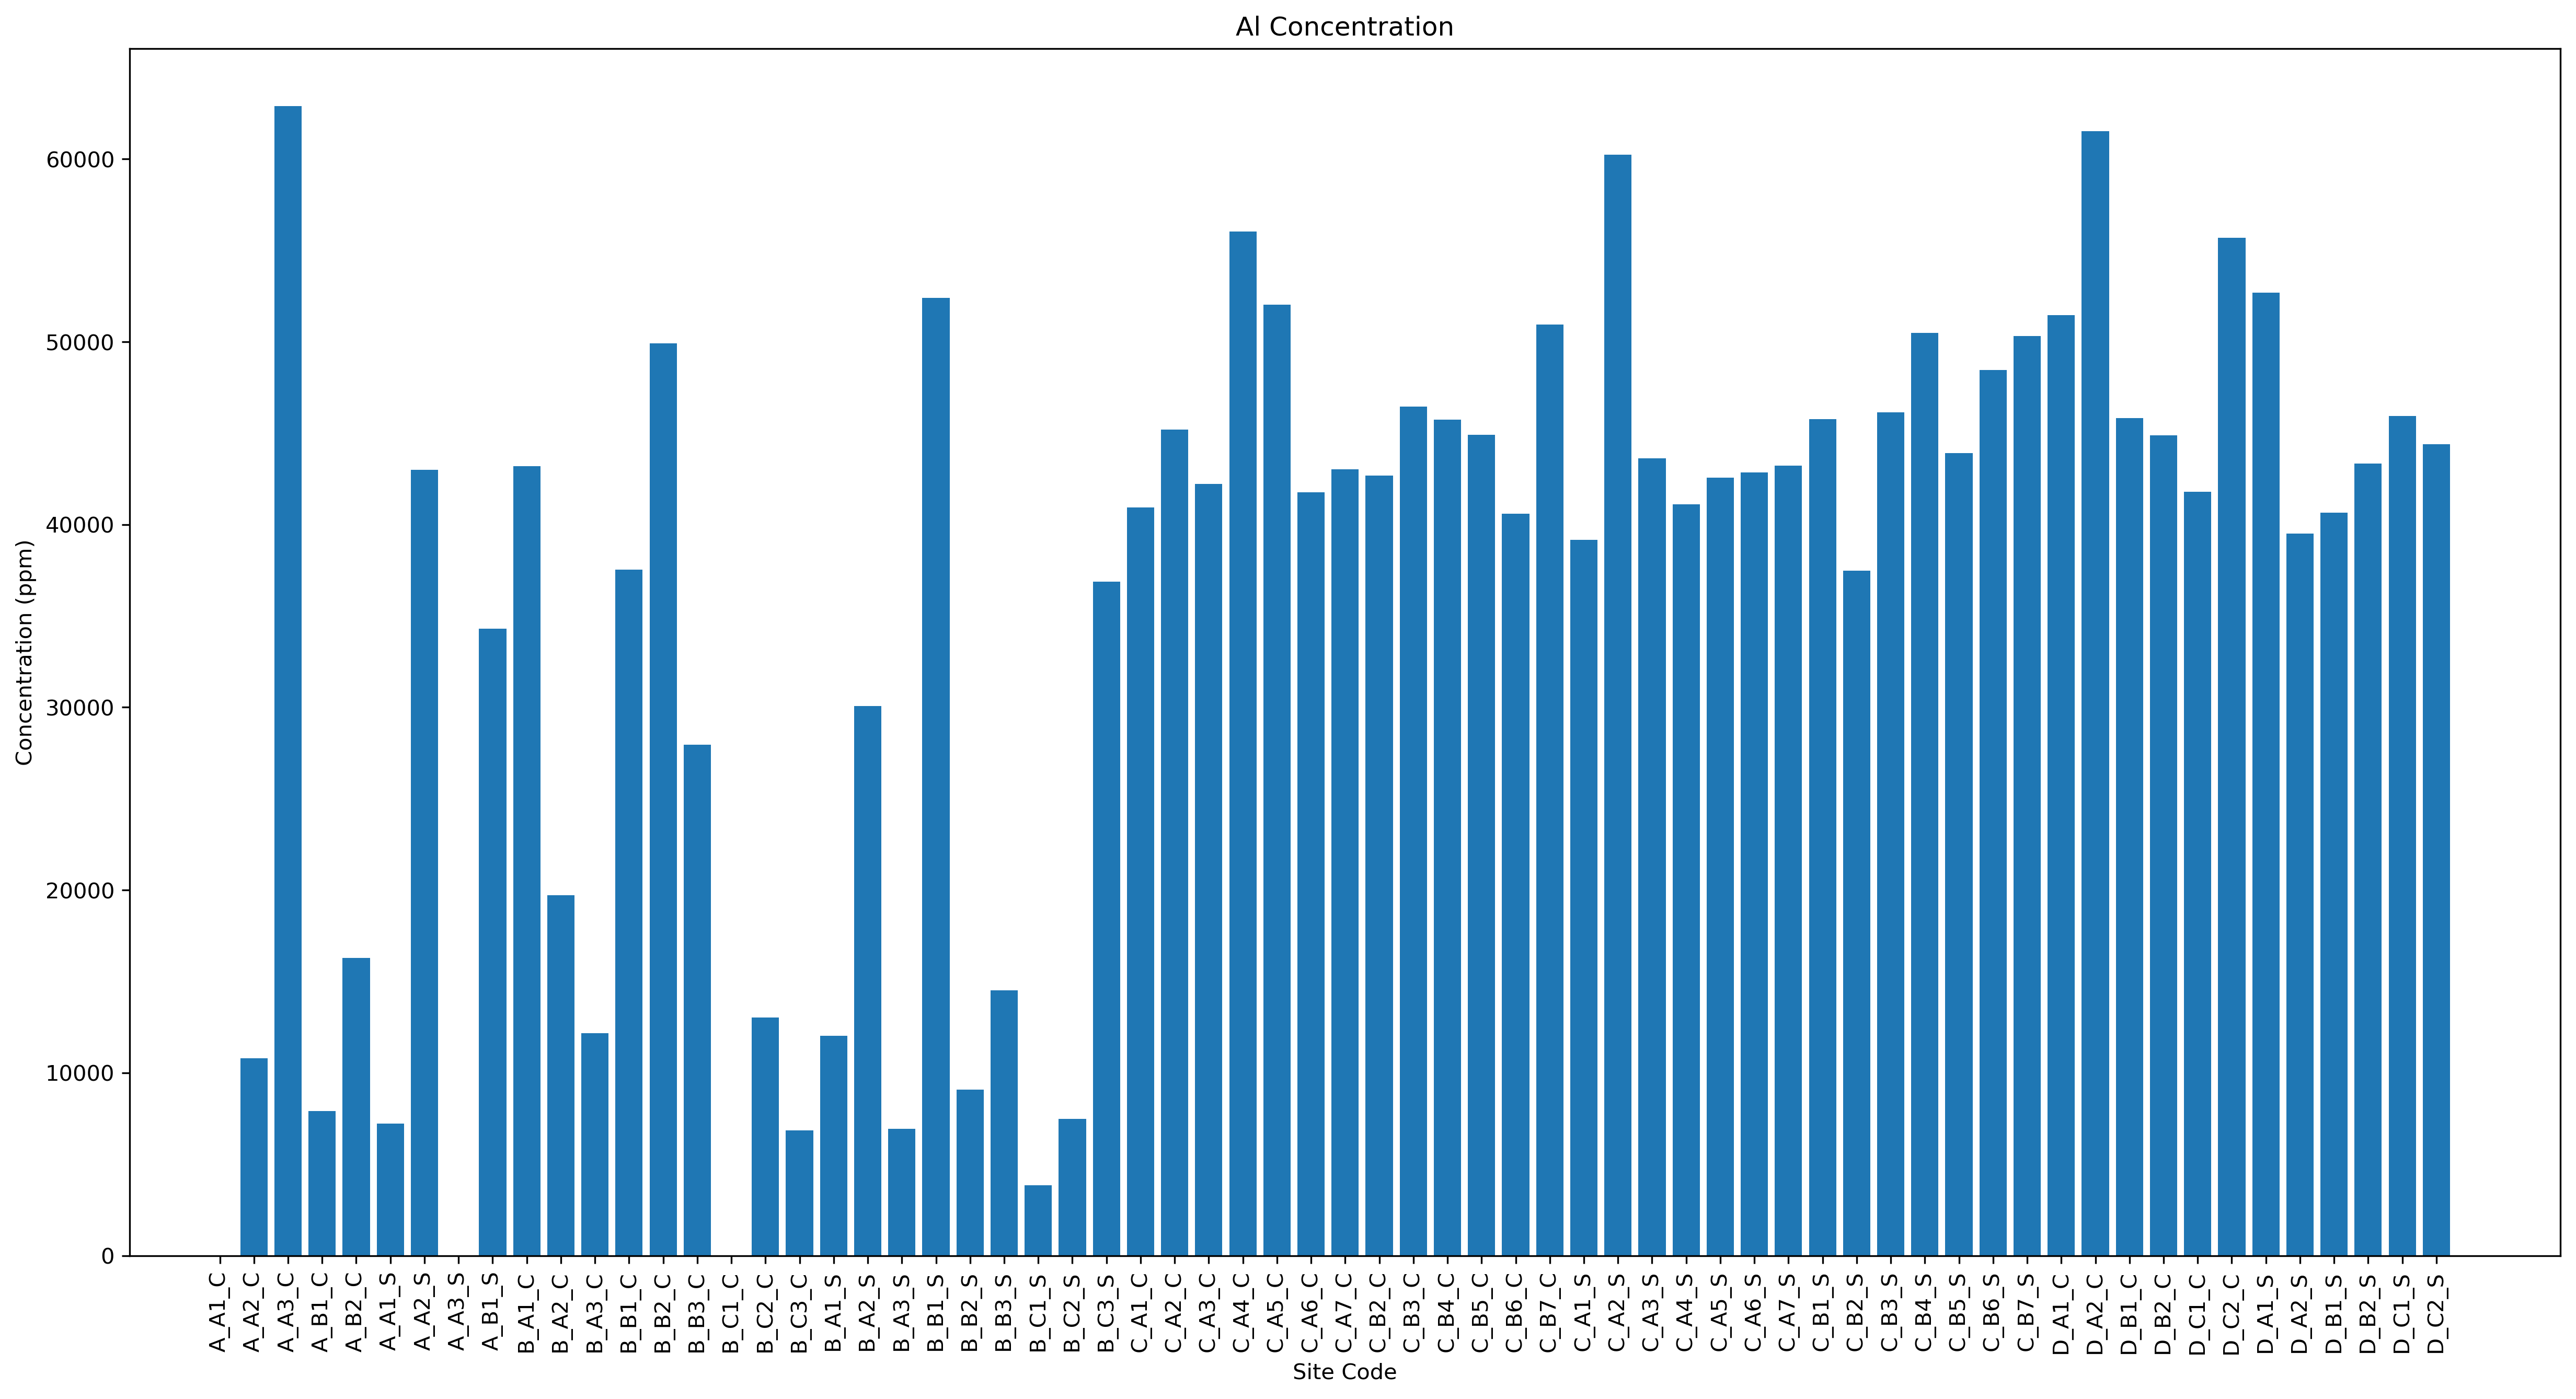 Al Concentration
Concentration (ppm)
60000
50000
40000
30000
20000
10000
0
A_A1_C
A_A2_C
A_A3_C
A_B1_C
A_B2_C
A_A1_S
A_A2_S
A_A3_S
A_B1_S
B_A1_C
B_A2_C
B_A3_C
B_B1_C
B_B2_C
B_B3_C
B_C1_C
B_C2_C
B_C3_C
B_A1_S
B_A2_S
B_A3_S
B_B1_S
B_B2_S
B_B3_S
B_C1_S
B_C2_S
B_C3_S
C_A1_C
C_A2_C
C_A3_C
C_A4_C
C_A5_C
C_A6_C
C_A7_C
C_B2_C
C_B3_C
C_B4_C
C_B5_C
C_B6_C
C_B7_C
C_A1_S
C_A2_S
C_A3_S
C_A4_S
C_A5_S
C_A6_S
C_A7_S
C_B1_S
C_B2_S
C_B3_S
C_B4_S
C_B5_S
C_B6_S
C_B7_S
D_A1_C
D_A2_C
D_B1_C
D_B2_C
D_C1_C
D_C2_C
D_A1_S
D_A2_S
D_B1_S
D_B2_S
D_C1_S
D_C2_S
Site Code